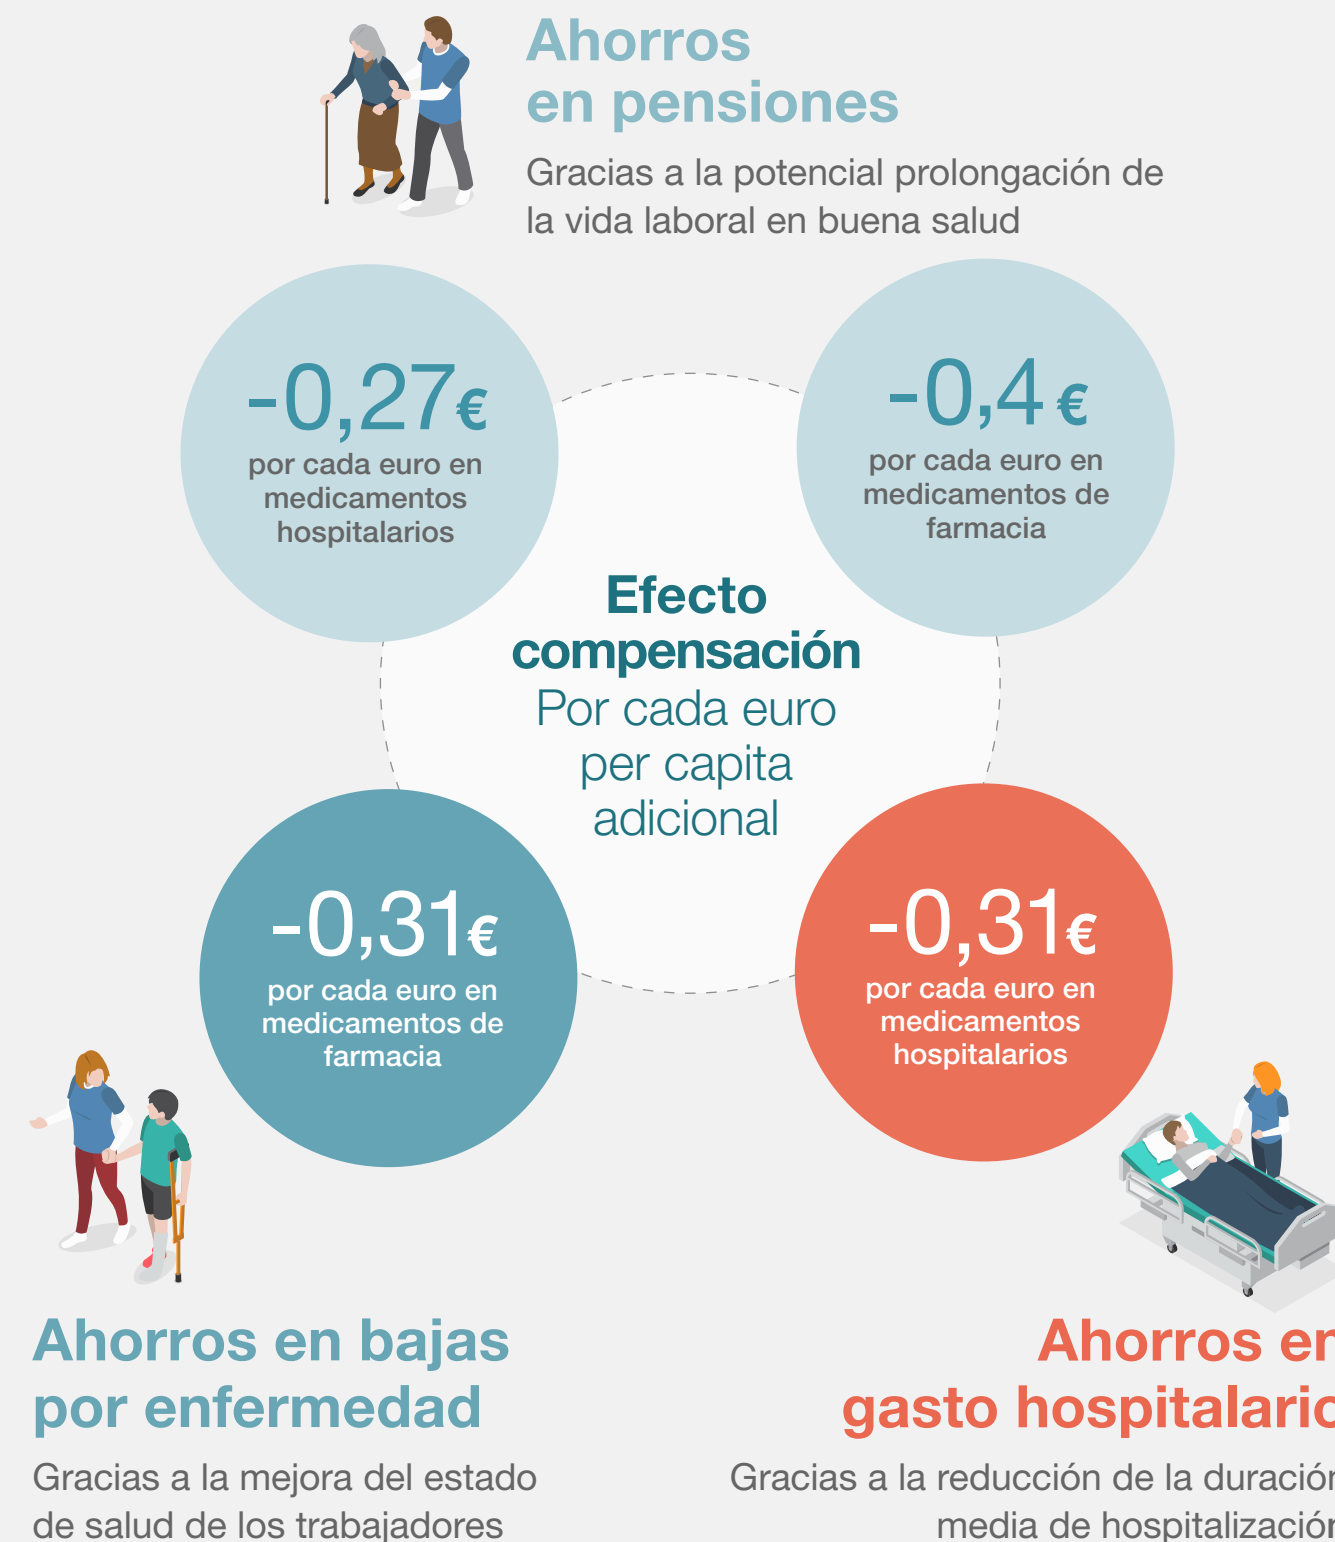 Ahorros
en pensiones
Gracias a la potencial prolongación de
la vida laboral en buena salud
-0,27€
por cada euro en
medicamentos
hospitalarios
-0,4 €
por cada euro en
medicamentos de
farmacia
Efecto
compensación
Por cada euro
per capita
adicional
-0,31€
por cada euro en
medicamentos de
farmacia
-0,31€
por cada euro en
medicamentos
hospitalarios
Ahorros en bajas
por enfermedad
Gracias a la mejora del estado
de salud de los trabajadores
Ahorros en
gasto hospitalario
Gracias a la reducción de la duración
media de hospitalización